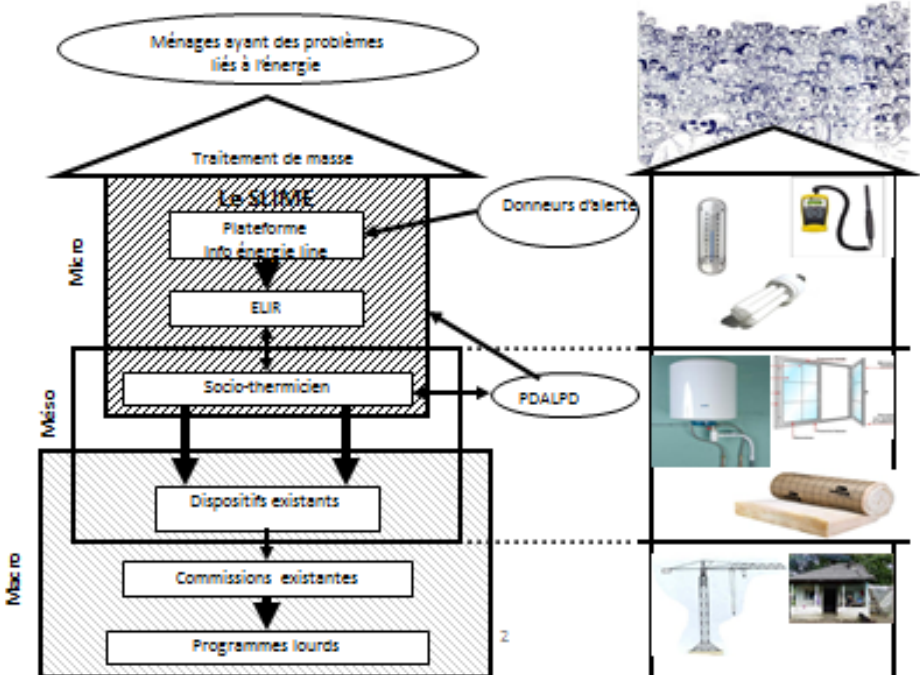 Ménages ayant des problèmes
liés à l'énergie
Traitement de masse
Le SLIME
Plateforme
Info énergie line
Donneurs d'alerte
Micro
ELIR
Socio-thermicien
PDALPD
Méso
Dispositifs existants
Commissions existantes
Macro
Programmes lourds
2